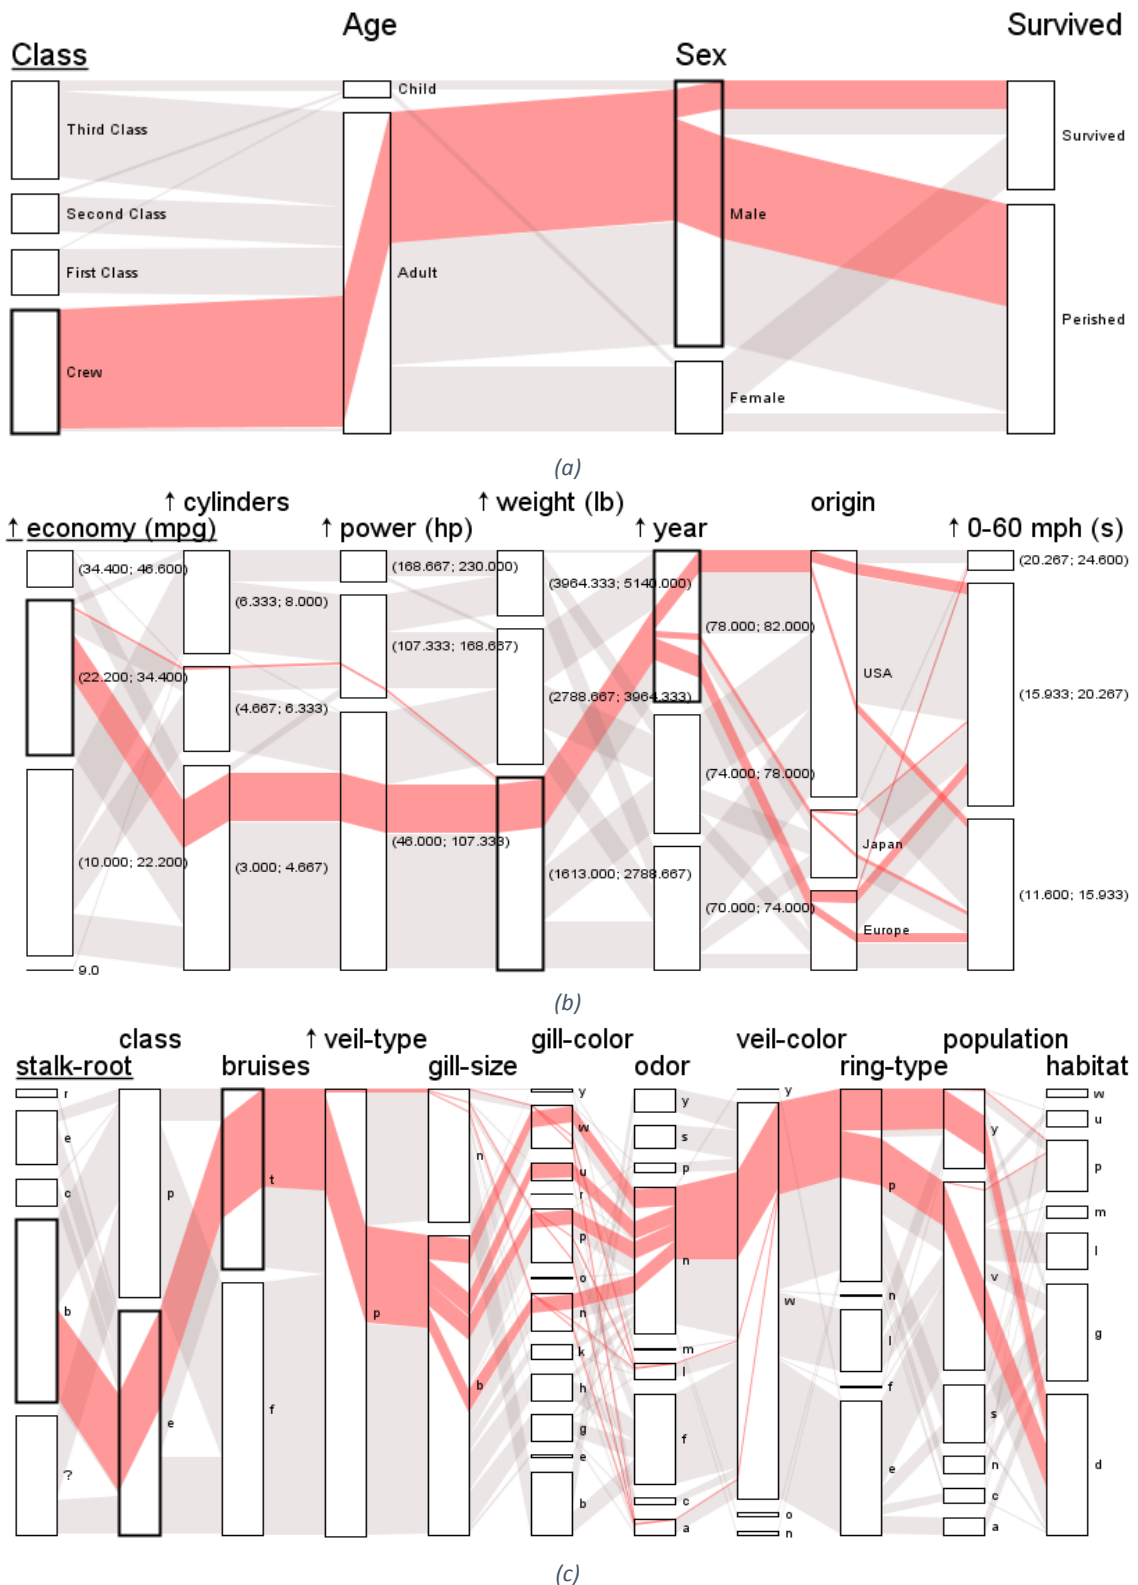 Class
Age
Sex
Survived
Third Class
Second Class
First Class
Crew
Child
Adult
Male
Female
Survived
Perished
(a)
↑ economy (mpg)
↑ cylinders
↑ power (hp)
↑ weight (lb)
↑ year
origin
↑ 0-60 mph (s)
(34.400; 46.600)
(22.200; 34.400)
(10.000; 22.200)
9.0
(6.333; 8.000)
(4.667; 6.333)
(3.000; 4.667)
(168.667; 230.000)
(107.333; 168.667)
(46.000; 107.333)
(3964.333; 5140.000)
(2788.667; 3964.333)
(1613.000; 2788.667)
(78.000; 82.000)
(74.000; 78.000)
(70.000; 74.000)
USA
Japan
Europe
(20.267; 24.600)
(15.933; 20.267)
(11.600; 15.933)
(b)
stalk-root
class
bruises
↑ veil-type
gill-size
gill-color
odor
veil-color
ring-type
population
habitat
r
e
c
b
?
p
e
t
f
p
n
b
y
w
u
r
p
o
n
k
h
g
e
b
y
s
p
n
m
l
f
c
a
y
w
o
n
p
n
l
f
e
y
v
s
n
c
a
w
u
p
m
l
g
d
(c)